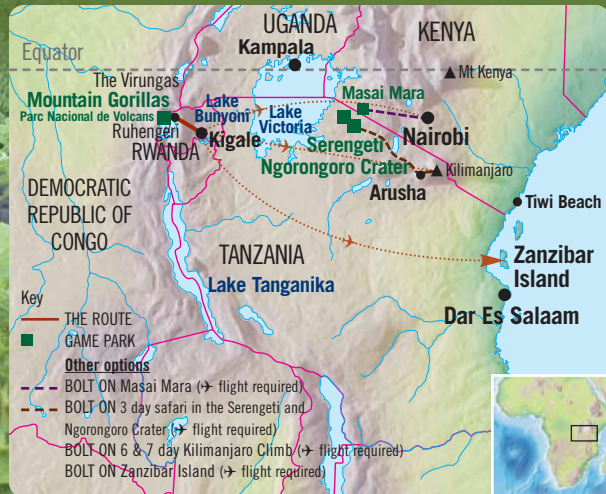 UGANDA
KENYA
Kampala
Equator
Mt Kenya
The Virungas
Masai Mara
Mountain Gorillas
Parc Nacional de Volcans
Lake
Bunyoni
Lake
Victoria
Ruhengeri
Kigale
Nairobi
RWANDA
Serengeti
Ngorongoro Crater
Kilimanjaro
DEMOCRATIC
REPUBLIC OF
CONGO
Arusha
Tiwi Beach
TANZANIA
Zanzibar
Island
Lake Tanganika
Dar Es Salaam
Key
THE ROUTE
GAME PARK
Other options
BOLT ON Masai Mara (✈ flight required)
BOLT ON 3 day safari in the Serengeti and
Ngorongoro Crater (✈ flight required)
BOLT ON 6 & 7 day Kilimanjaro Climb (✈ flight required)
BOLT ON Zanzibar Island (✈ flight required)